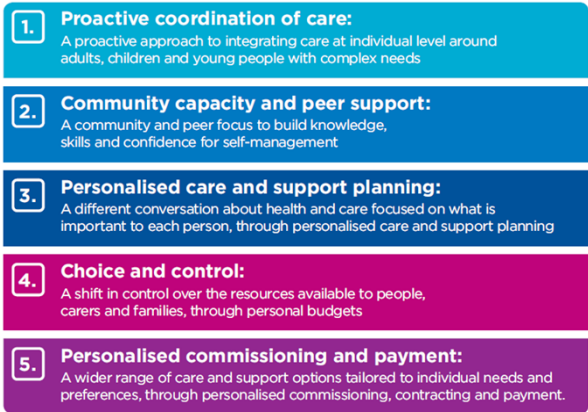 1.
Proactive coordination of care:
A proactive approach to integrating care at individual level around
adults, children and young people with complex needs
2.
Community capacity and peer support:
A community and peer focus to build knowledge,
skills and confidence for self-management
3.
Personalised care and support planning:
A different conversation about health and care focused on what is
important to each person, through personalised care and support planning
4.
Choice and control:
A shift in control over the resources available to people,
carers and families, through personal budgets
5.
Personalised commissioning and payment:
A wider range of care and support options tailored to individual needs and
preferences, through personalised commissioning, contracting and payment.